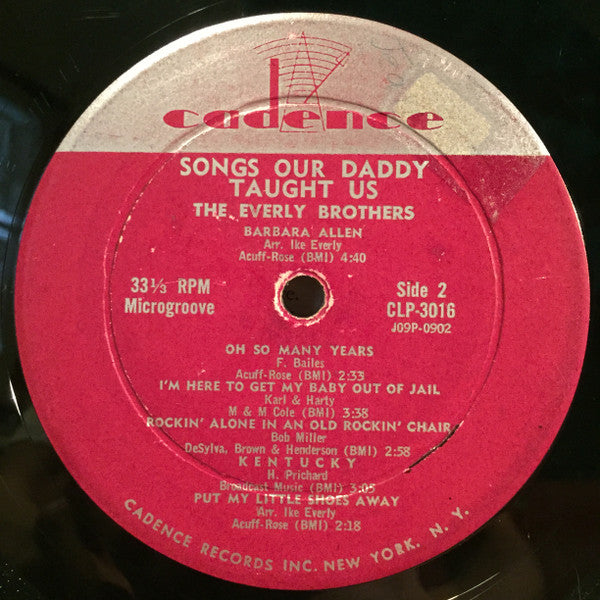 cadence
SONGS OUR DADDY
TAUGHT US
THE EVERLY BROTHERS
BARBARA ALLEN
Arr. Ike Everly
Acuff-Rose (BMI) 4:40
33⅓ RPM
Microgroove
Side 2
CLP-3016
J09P-0902
OH SO MANY YEARS
F. Bailes
Acuff-Rose (BMI) 2:33
I'M HERE TO GET MY BABY OUT OF JAIL
Karl & Harty
M & M Cole (BMI) 3:38
ROCKIN' ALONE IN AN OLD ROCKIN' CHAIR
Bob Miller
DeSylva, Brown & Henderson (BMI) 2:58
KENTUCKY
H. Prichard
Broadcast Music (BMI) 3:05
PUT MY LITTLE SHOES AWAY
Arr. Ike Everly
Acuff-Rose (BMI) 2:18
CADENCE RECORDS INC. NEW YORK, N. Y.